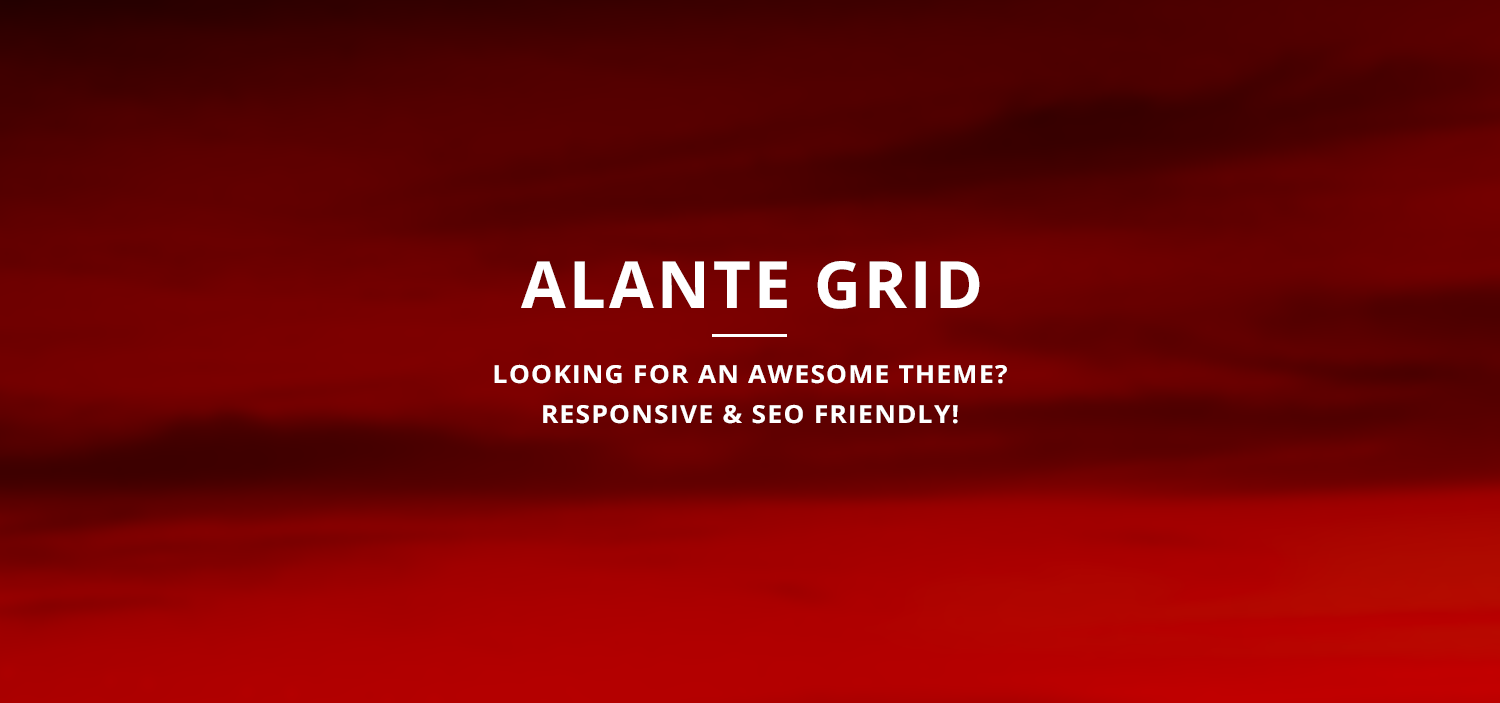 ALANTE GRID
LOOKING FOR AN AWESOME THEME?
RESPONSIVE & SEO FRIENDLY!